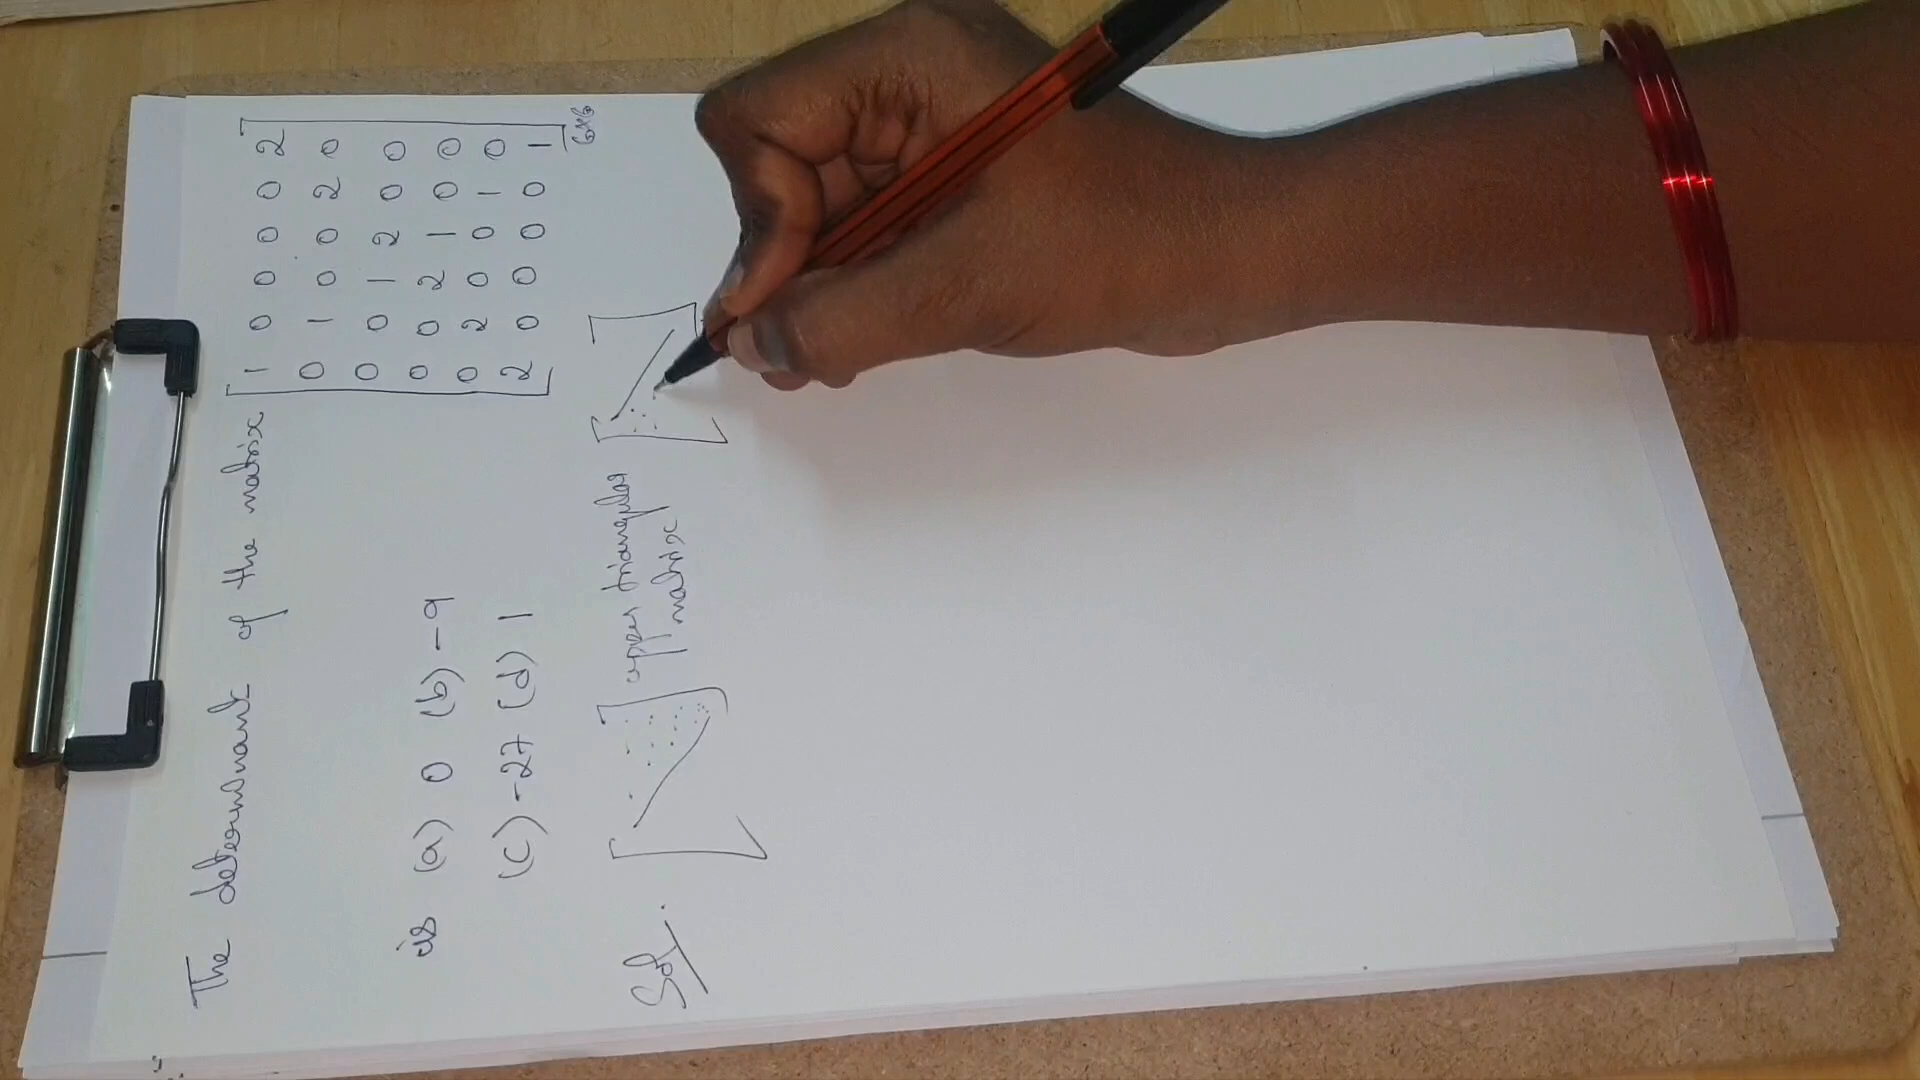 The determinant of the matrix
1 0 0 0 0 2
0 1 0 0 2 0
0 0 1 2 0 0
0 0 2 1 0 0
0 2 0 0 1 0
2 0 0 0 0 1
6×6
is (a) 0 (b) -9
(c) -27 (d) 1
Sol.
upper triangular
matrix